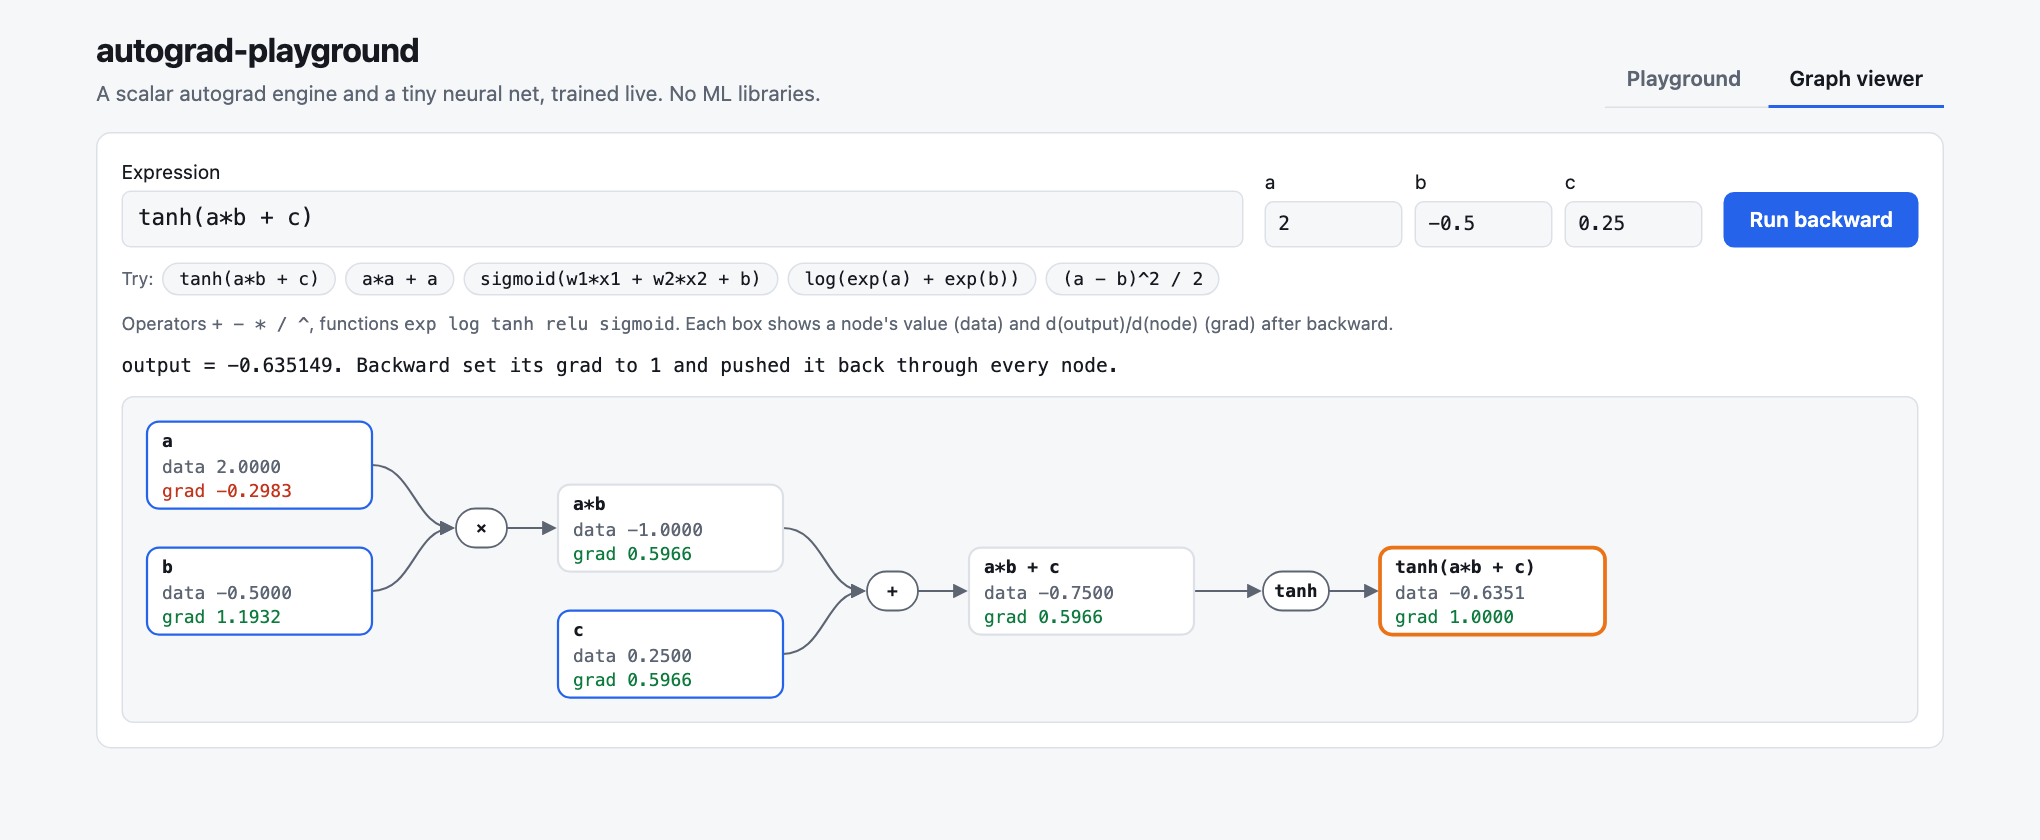 autograd-playground
A scalar autograd engine and a tiny neural net, trained live. No ML libraries.
Playground
Graph viewer
Expression
tanh(a*b + c)
a
2
b
-0.5
c
0.25
Run backward
Try:
tanh(a*b + c)
a*a + a
sigmoid(w1*x1 + w2*x2 + b)
log(exp(a) + exp(b))
(a - b)^2 / 2
Operators + - * / ^, functions exp log tanh relu sigmoid. Each box shows a node's value (data) and d(output)/d(node) (grad) after backward.
output = -0.635149. Backward set its grad to 1 and pushed it back through every node.
a
data 2.0000
grad -0.2983
b
data -0.5000
grad 1.1932
×
a*b
data -1.0000
grad 0.5966
c
data 0.2500
grad 0.5966
+
a*b + c
data -0.7500
grad 0.5966
tanh
tanh(a*b + c)
data -0.6351
grad 1.0000